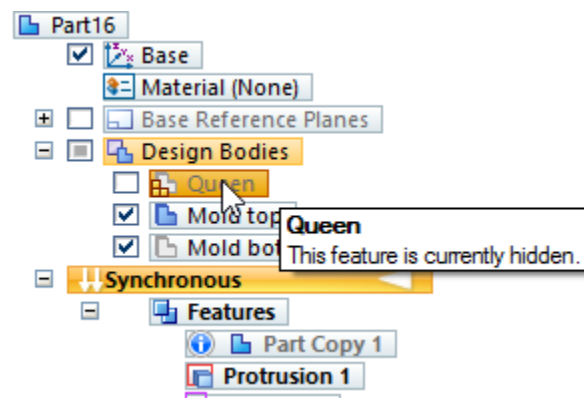 Part16
Base
Material (None)
Base Reference Planes
Design Bodies
Queen
Mold top
Queen
Mold bot
This feature is currently hidden.
Synchronous
Features
Part Copy 1
Protrusion 1